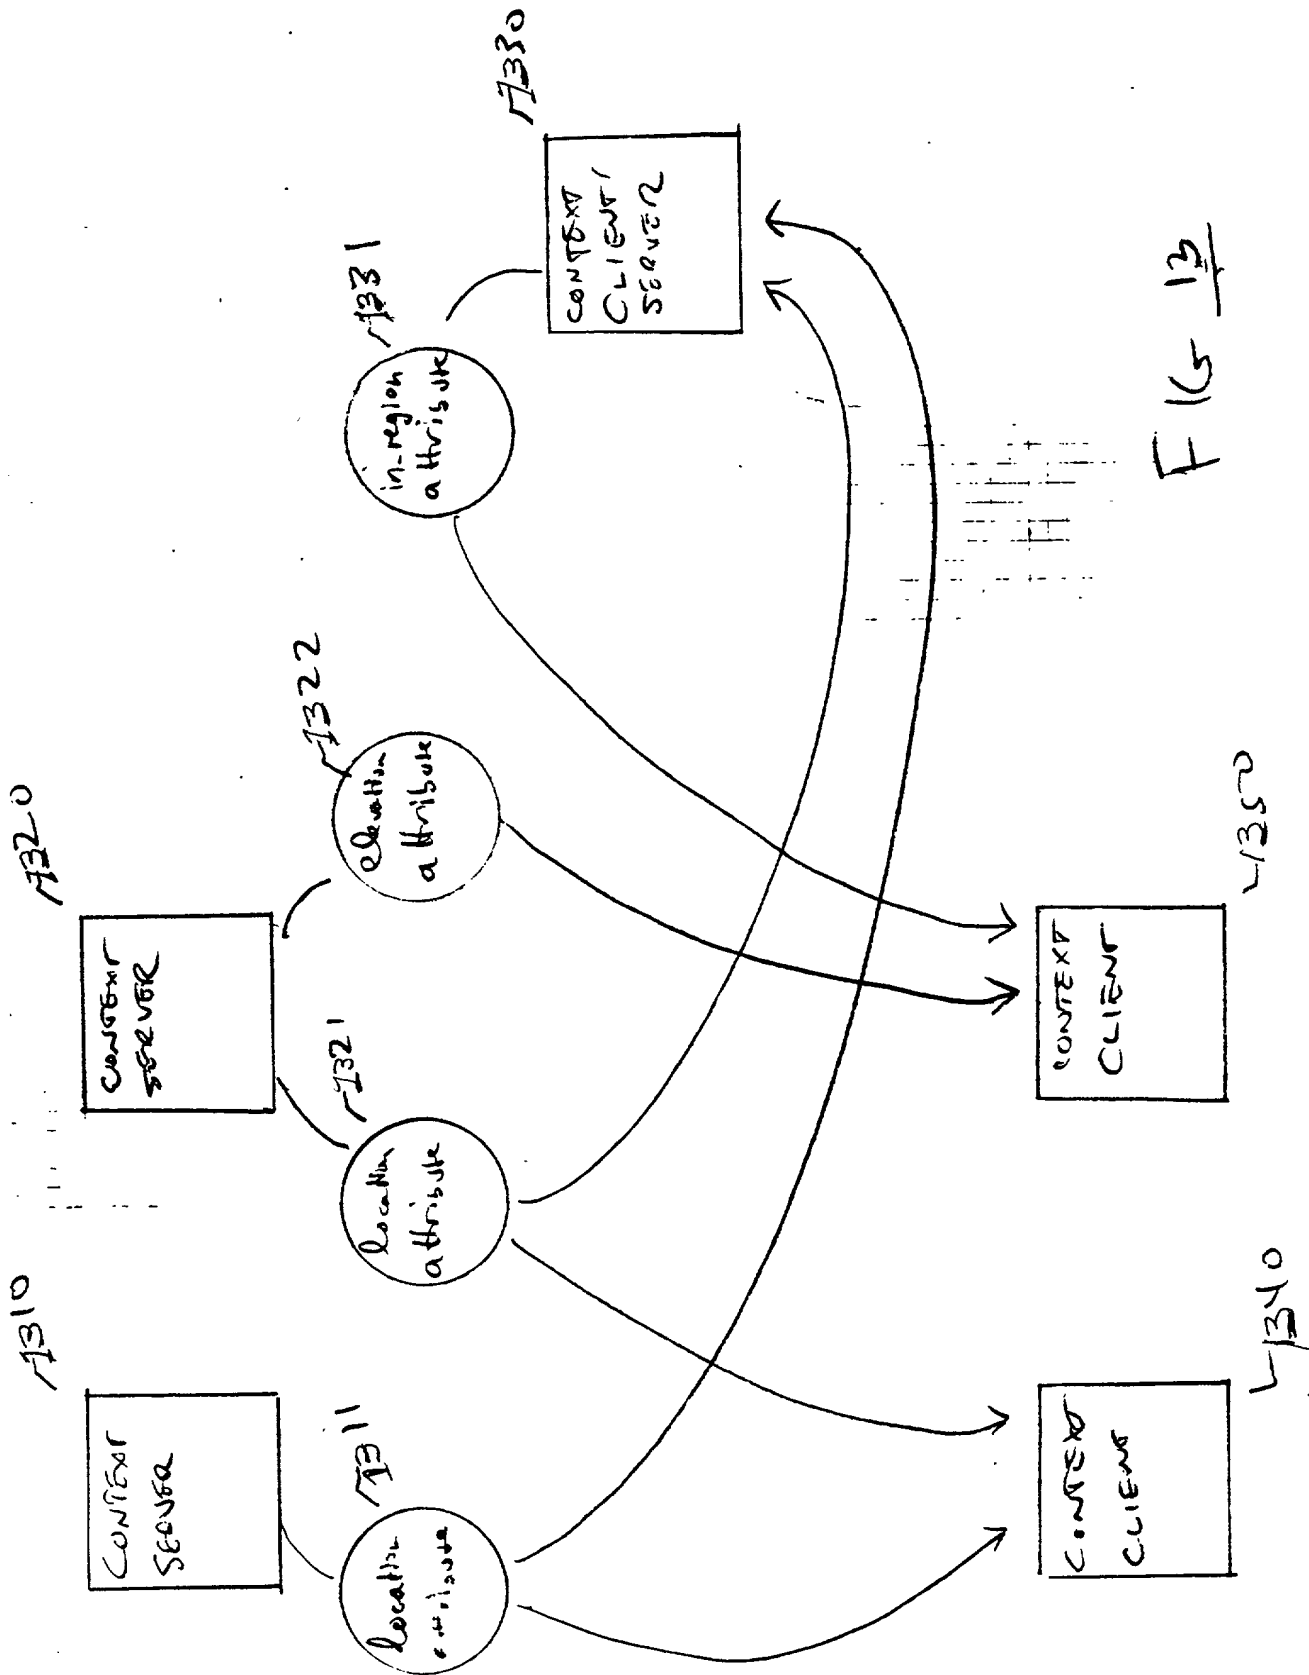 1310
CONTEXT
SERVER
1320
CONTEXT
SERVER
1311
location
attribute
1321
location
attribute
1322
elevation
attribute
1331
in-region
attribute
1330
CONTEXT
CLIENT/
SERVER
CONTEXT
CLIENT
1340
CONTEXT
CLIENT
1350
FIG 13